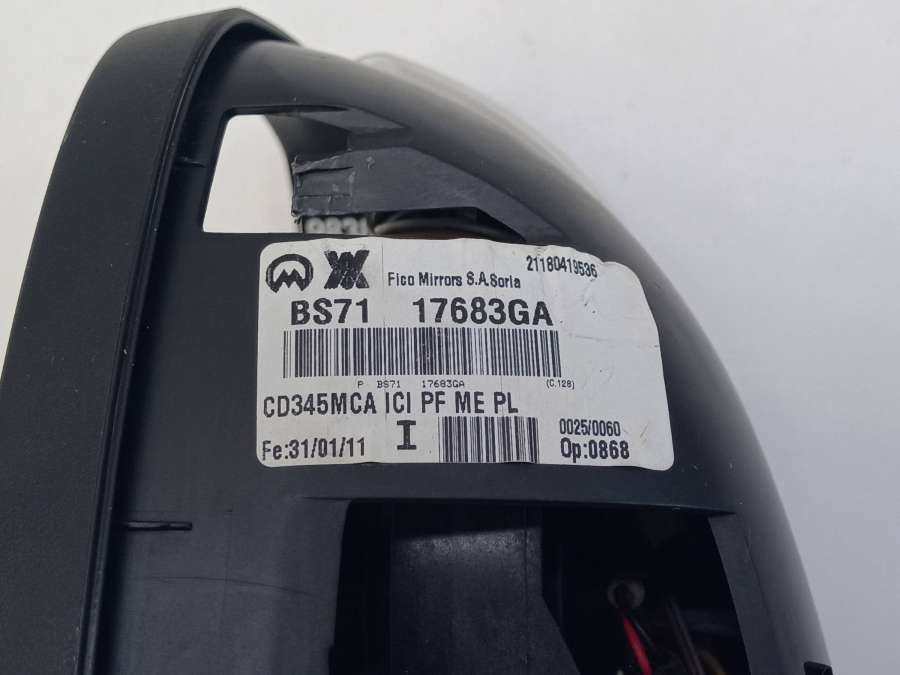 Fico Mirrors S.A.Soria
21180419536
BS71 17683GA
P BS71 17683GA (C.128)
CD345MCA ICI PF ME PL
Fe:31/01/11 I
0025/0060
Op:0868